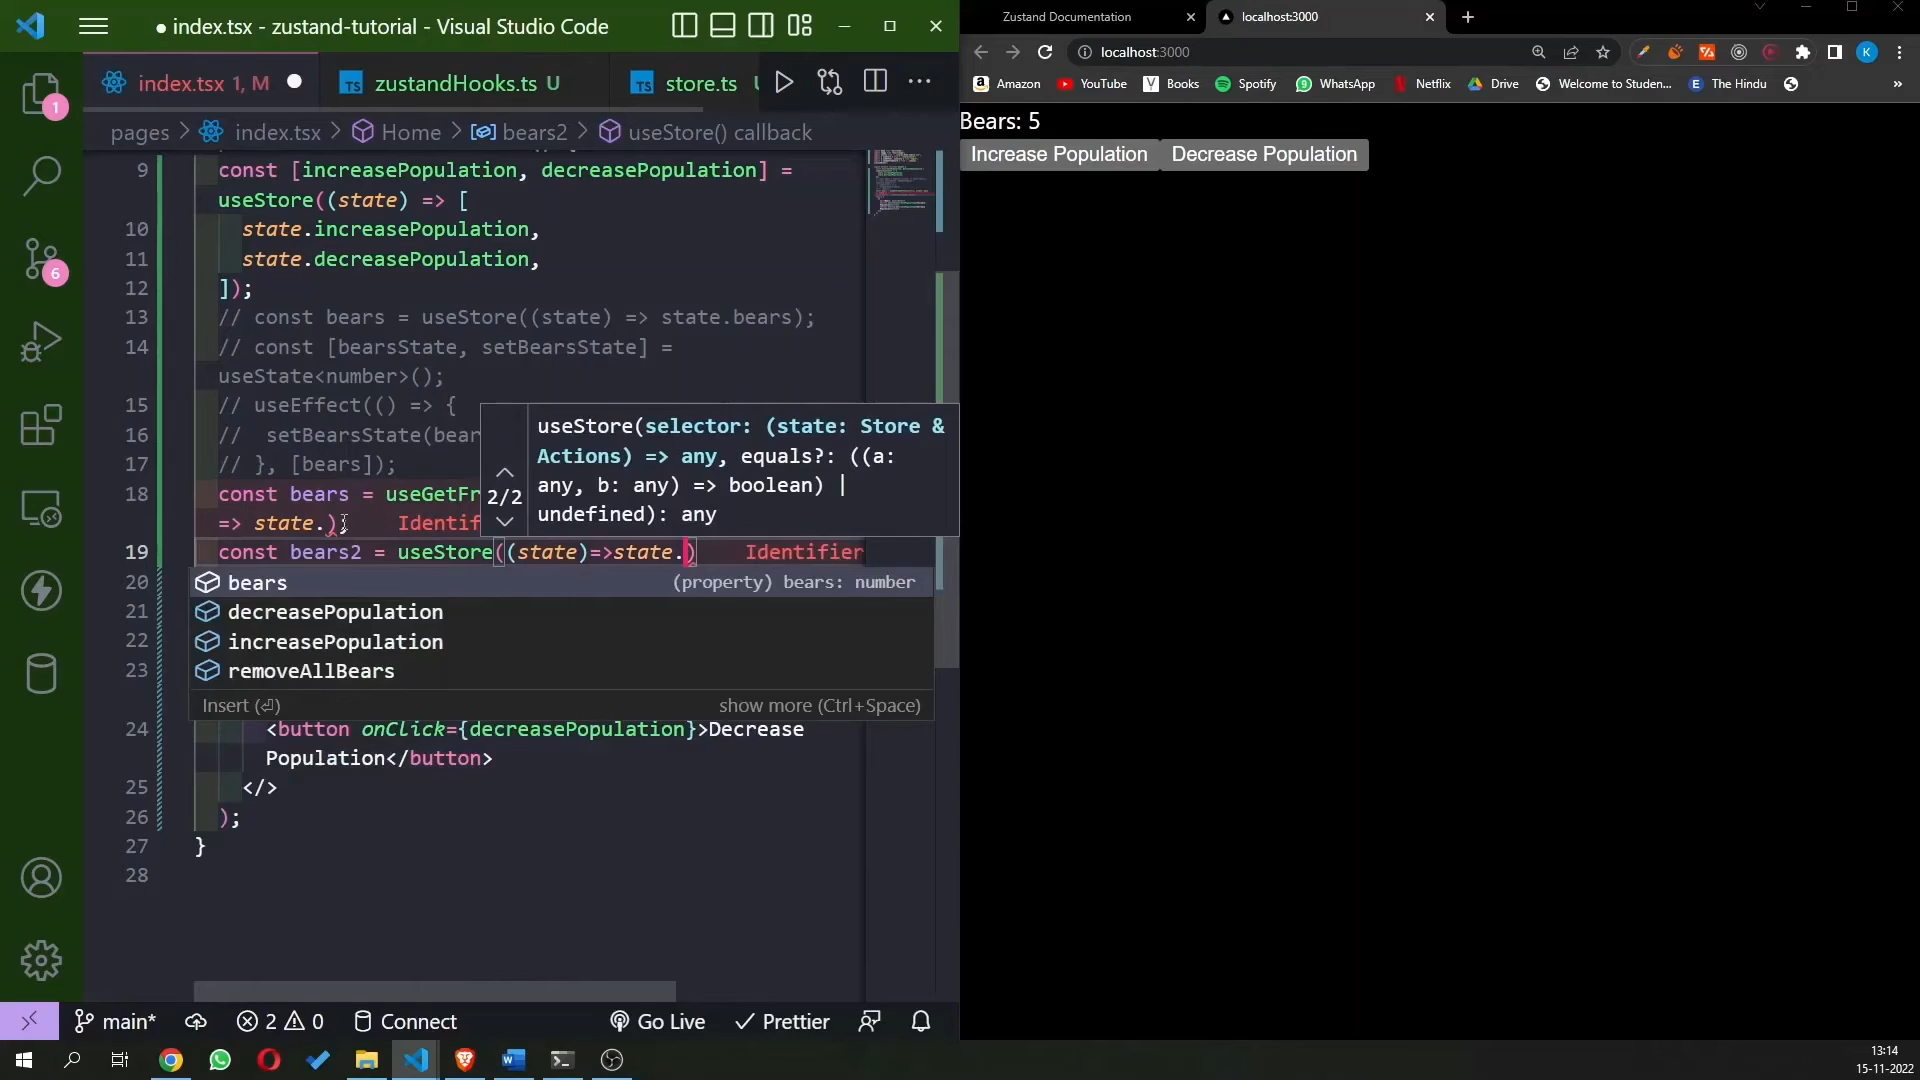 index.tsx - zustand-tutorial - Visual Studio Code
index.tsx 1, M
zustandHooks.ts U
store.ts
pages > index.tsx > Home > bears2 > useStore() callback
9 const [increasePopulation, decreasePopulation] =
useStore((state) => [
10 state.increasePopulation,
11 state.decreasePopulation,
12 ]);
13 // const bears = useStore((state) => state.bears);
14 // const [bearsState, setBearsState] =
useState<number>();
15 // useEffect(() => {
16 // setBearsState(bear
17 // }, [bears]);
18 const bears = useGetFr
=> state.); Identif
19 const bears2 = useStore((state)=>state.) Identifier
useStore(selector: (state: Store &
Actions) => any, equals?: ((a:
2/2 any, b: any) => boolean) |
undefined): any
20 bears (property) bears: number
21 decreasePopulation
22 increasePopulation
23 removeAllBears
Insert (⏎) show more (Ctrl+Space)
24 <button onClick={decreasePopulation}>Decrease
Population</button>
25 </>
26 );
27 }
28
1
6
main*
2 0
Connect
Go Live
Prettier
Zustand Documentation
localhost:3000
localhost:3000
K
Amazon YouTube Books Spotify WhatsApp Netflix Drive Welcome to Studen... The Hindu »
Bears: 5
Increase Population Decrease Population
13:14
15-11-2022